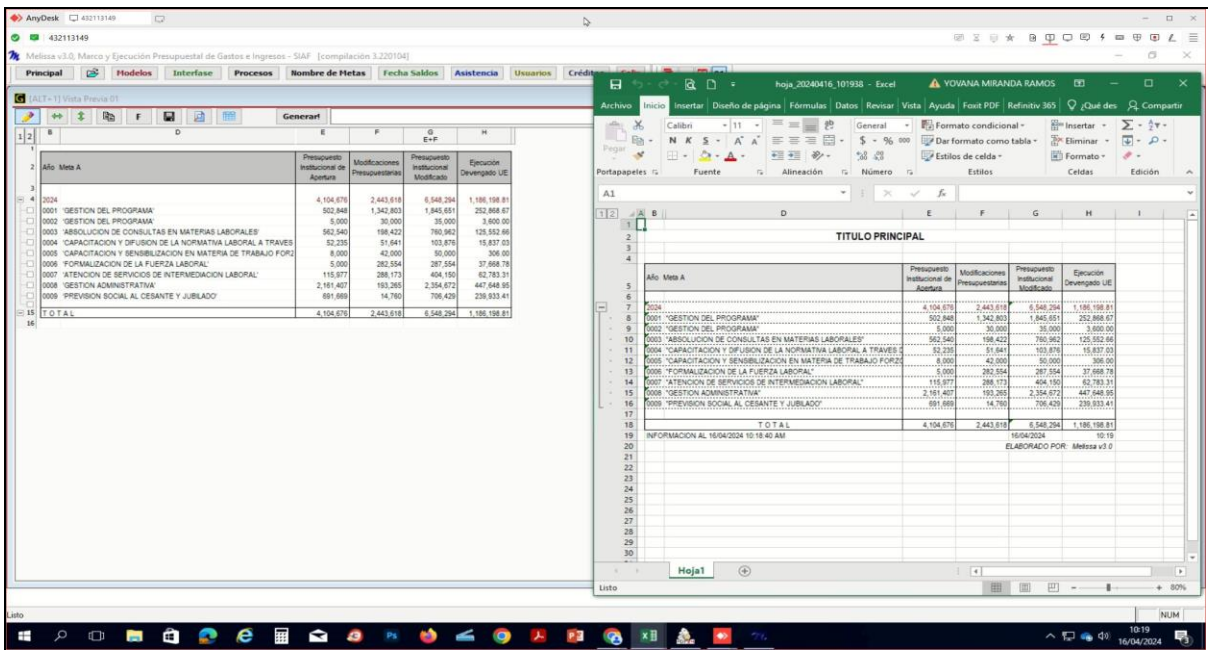 AnyDesk 432113149
432113149
Melissa v3.0, Marco y Ejecución Presupuestal de Gastos e Ingresos - SIAF [compilación 3.220104]
Principal Modelos Interfase Procesos Nombre de Metas Fecha Saldos Asistencia Usuarios
[ALT+1] Vista Previa 01
F Generar!
1 2 B D E F G H
E+F
Año Meta A Presupuesto Institucional de Apertura Modificaciones Presupuestarias Presupuesto Institucional Modificado Ejecución Devengado UE
2024 4,104,676 2,443,618 6,548,294 1,186,198.81
0001 'GESTION DEL PROGRAMA' 502,848 1,342,803 1,845,651 252,868.67
0002 'GESTION DEL PROGRAMA' 5,000 30,000 35,000 3,600.00
0003 'ABSOLUCION DE CONSULTAS EN MATERIAS LABORALES' 562,540 198,422 760,962 125,552.66
0004 'CAPACITACION Y DIFUSION DE LA NORMATIVA LABORAL A TRAVES 52,235 51,641 103,876 15,837.03
0005 'CAPACITACION Y SENSIBILIZACION EN MATERIA DE TRABAJO FORZ 8,000 42,000 50,000 306.00
0006 'FORMALIZACION DE LA FUERZA LABORAL' 5,000 282,554 287,554 37,668.78
0007 'ATENCION DE SERVICIOS DE INTERMEDIACION LABORAL' 115,977 288,173 404,150 62,783.31
0008 'GESTION ADMINISTRATIVA' 2,161,407 193,265 2,354,672 447,648.95
0009 'PREVISION SOCIAL AL CESANTE Y JUBILADO' 691,669 14,760 706,429 239,933.41
T O T A L 4,104,676 2,443,618 6,548,294 1,186,198.81
hoja_20240416_101938 - Excel YOVANA MIRANDA RAMOS
Archivo Inicio Insertar Diseño de página Fórmulas Datos Revisar Vista Ayuda Foxit PDF Refinitiv 365 ¿Qué des Compartir
Calibri 11 General Formato condicional Insertar
Pegar N K S $ % 000 Dar formato como tabla Eliminar
Estilos de celda Formato
Portapapeles Fuente Alineación Número Estilos Celdas Edición
A1 fx
1 2 A B D E F G H I
TITULO PRINCIPAL
Año Meta A Presupuesto Institucional de Apertura Modificaciones Presupuestarias Presupuesto Institucional Modificado Ejecución Devengado UE
2024 4,104,676 2,443,618 6,548,294 1,186,198.81
0001 "GESTION DEL PROGRAMA" 502,848 1,342,803 1,845,651 252,868.67
0002 "GESTION DEL PROGRAMA" 5,000 30,000 35,000 3,600.00
0003 "ABSOLUCION DE CONSULTAS EN MATERIAS LABORALES" 562,540 198,422 760,962 125,552.66
0004 "CAPACITACION Y DIFUSION DE LA NORMATIVA LABORAL A TRAVES D 52,235 51,641 103,876 15,837.03
0005 "CAPACITACION Y SENSIBILIZACION EN MATERIA DE TRABAJO FORZO 8,000 42,000 50,000 306.00
0006 "FORMALIZACION DE LA FUERZA LABORAL" 5,000 282,554 287,554 37,668.78
0007 "ATENCION DE SERVICIOS DE INTERMEDIACION LABORAL" 115,977 288,173 404,150 62,783.31
0008 "GESTION ADMINISTRATIVA" 2,161,407 193,265 2,354,672 447,648.95
0009 "PREVISION SOCIAL AL CESANTE Y JUBILADO" 691,669 14,760 706,429 239,933.41
T O T A L 4,104,676 2,443,618 6,548,294 1,186,198.81
INFORMACION AL 16/04/2024 10:18:40 AM 16/04/2024 10:19
ELABORADO POR: Melissa v3.0
Hoja1
Listo 80%
Listo NUM
10:19
16/04/2024